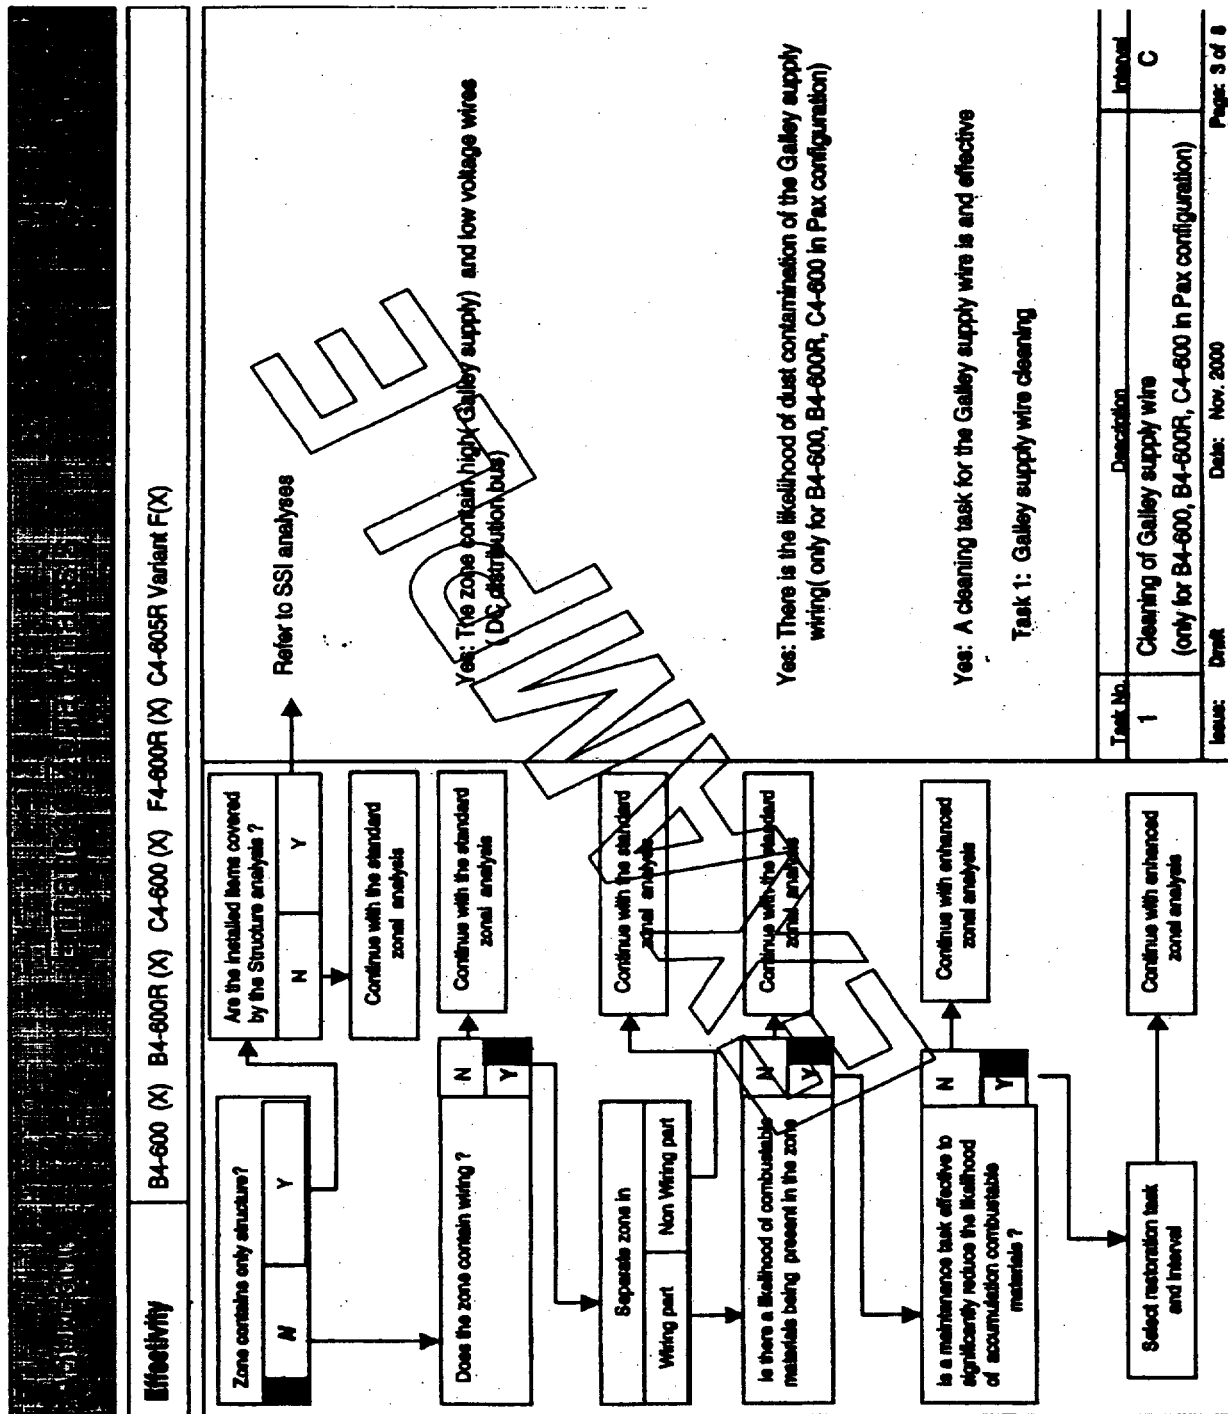 Effectivity
B4-600 (X) B4-600R (X) C4-600 (X) F4-600R (X) C4-605R Variant F(X)
Zone contains only structure?
N
Y
Are the installed items covered
by the Structure analysis ?
N
Y
Refer to SSI analyses
Continue with the standard
zonal analysis
Does the zone contain wiring ?
N
Y
Continue with the standard
zonal analysis
Yes: The zone contain high( Galley supply) and low voltage wires
( DC distribution bus)
Separate zone in
Wiring part
Non Wiring part
Continue with the standard
zonal analysis
Is there a likelihood of combustable
materials being present in the zone
N
Y
Continue with the standard
zonal analysis
Yes: There is the likelihood of dust contamination of the Galley supply
wiring( only for B4-600, B4-600R, C4-600 in Pax configuration)
Is a maintenance task effective to
significantly reduce the likelihood
of accumulation combustable
materials ?
N
Y
Continue with enhanced
zonal analysis
Yes: A cleaning task for the Galley supply wire is and effective
Task 1: Galley supply wire cleaning
Select restoration task
and interval
Continue with enhanced
zonal analysis
Task No.
Description
Interval
1
Cleaning of Galley supply wire
(only for B4-600, B4-600R, C4-600 in Pax configuration)
C
Issue: Draft
Date: Nov. 2000
Page: 3 of 8
EXAMPLE